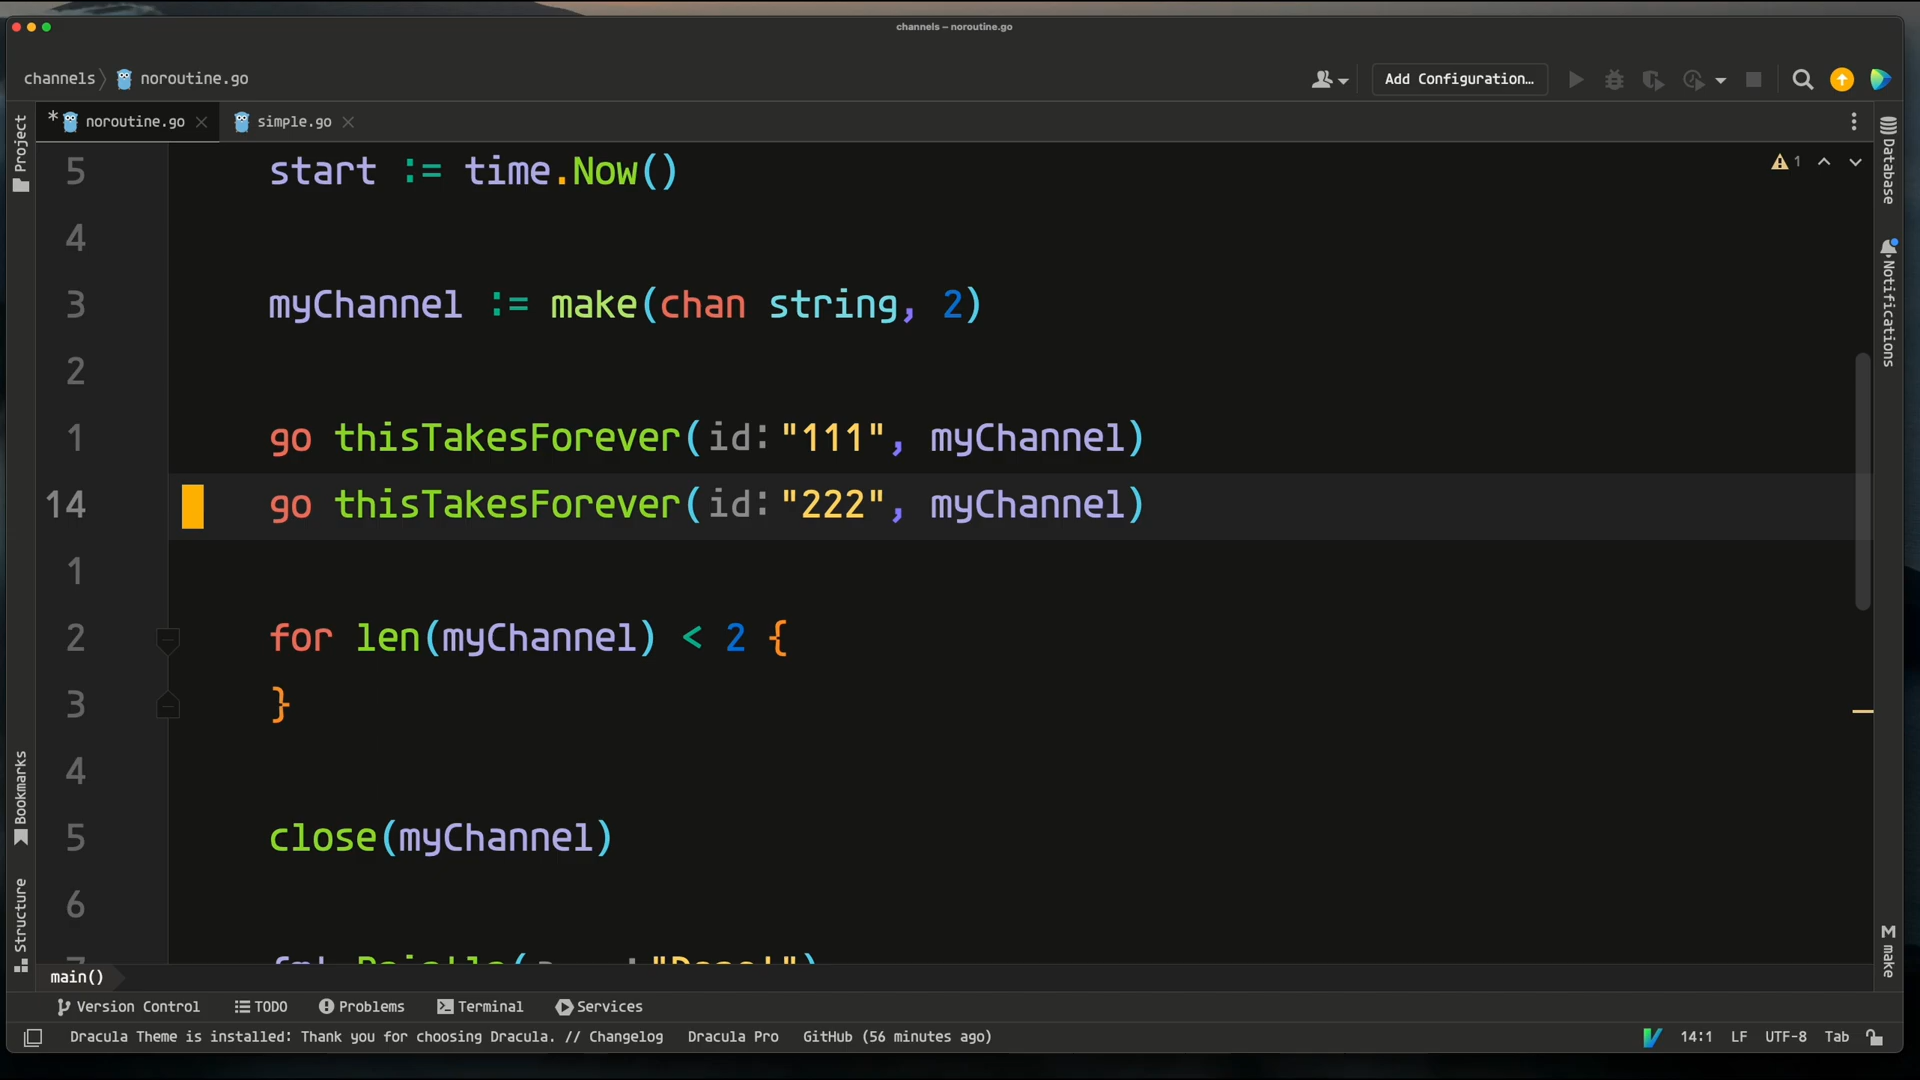 channels – noroutine.go
channels
noroutine.go
Add Configuration...
* noroutine.go
simple.go
Project
Database
Notifications
1
5 start := time.Now()
4
3 myChannel := make(chan string, 2)
2
1 go thisTakesForever(id: "111", myChannel)
14 go thisTakesForever(id: "222", myChannel)
1
2 for len(myChannel) < 2 {
3 }
4
5 close(myChannel)
6
7
Bookmarks
Structure
M make
main()
Version Control TODO Problems Terminal Services
Dracula Theme is installed: Thank you for choosing Dracula. // Changelog Dracula Pro GitHub (56 minutes ago)
14:1 LF UTF-8 Tab